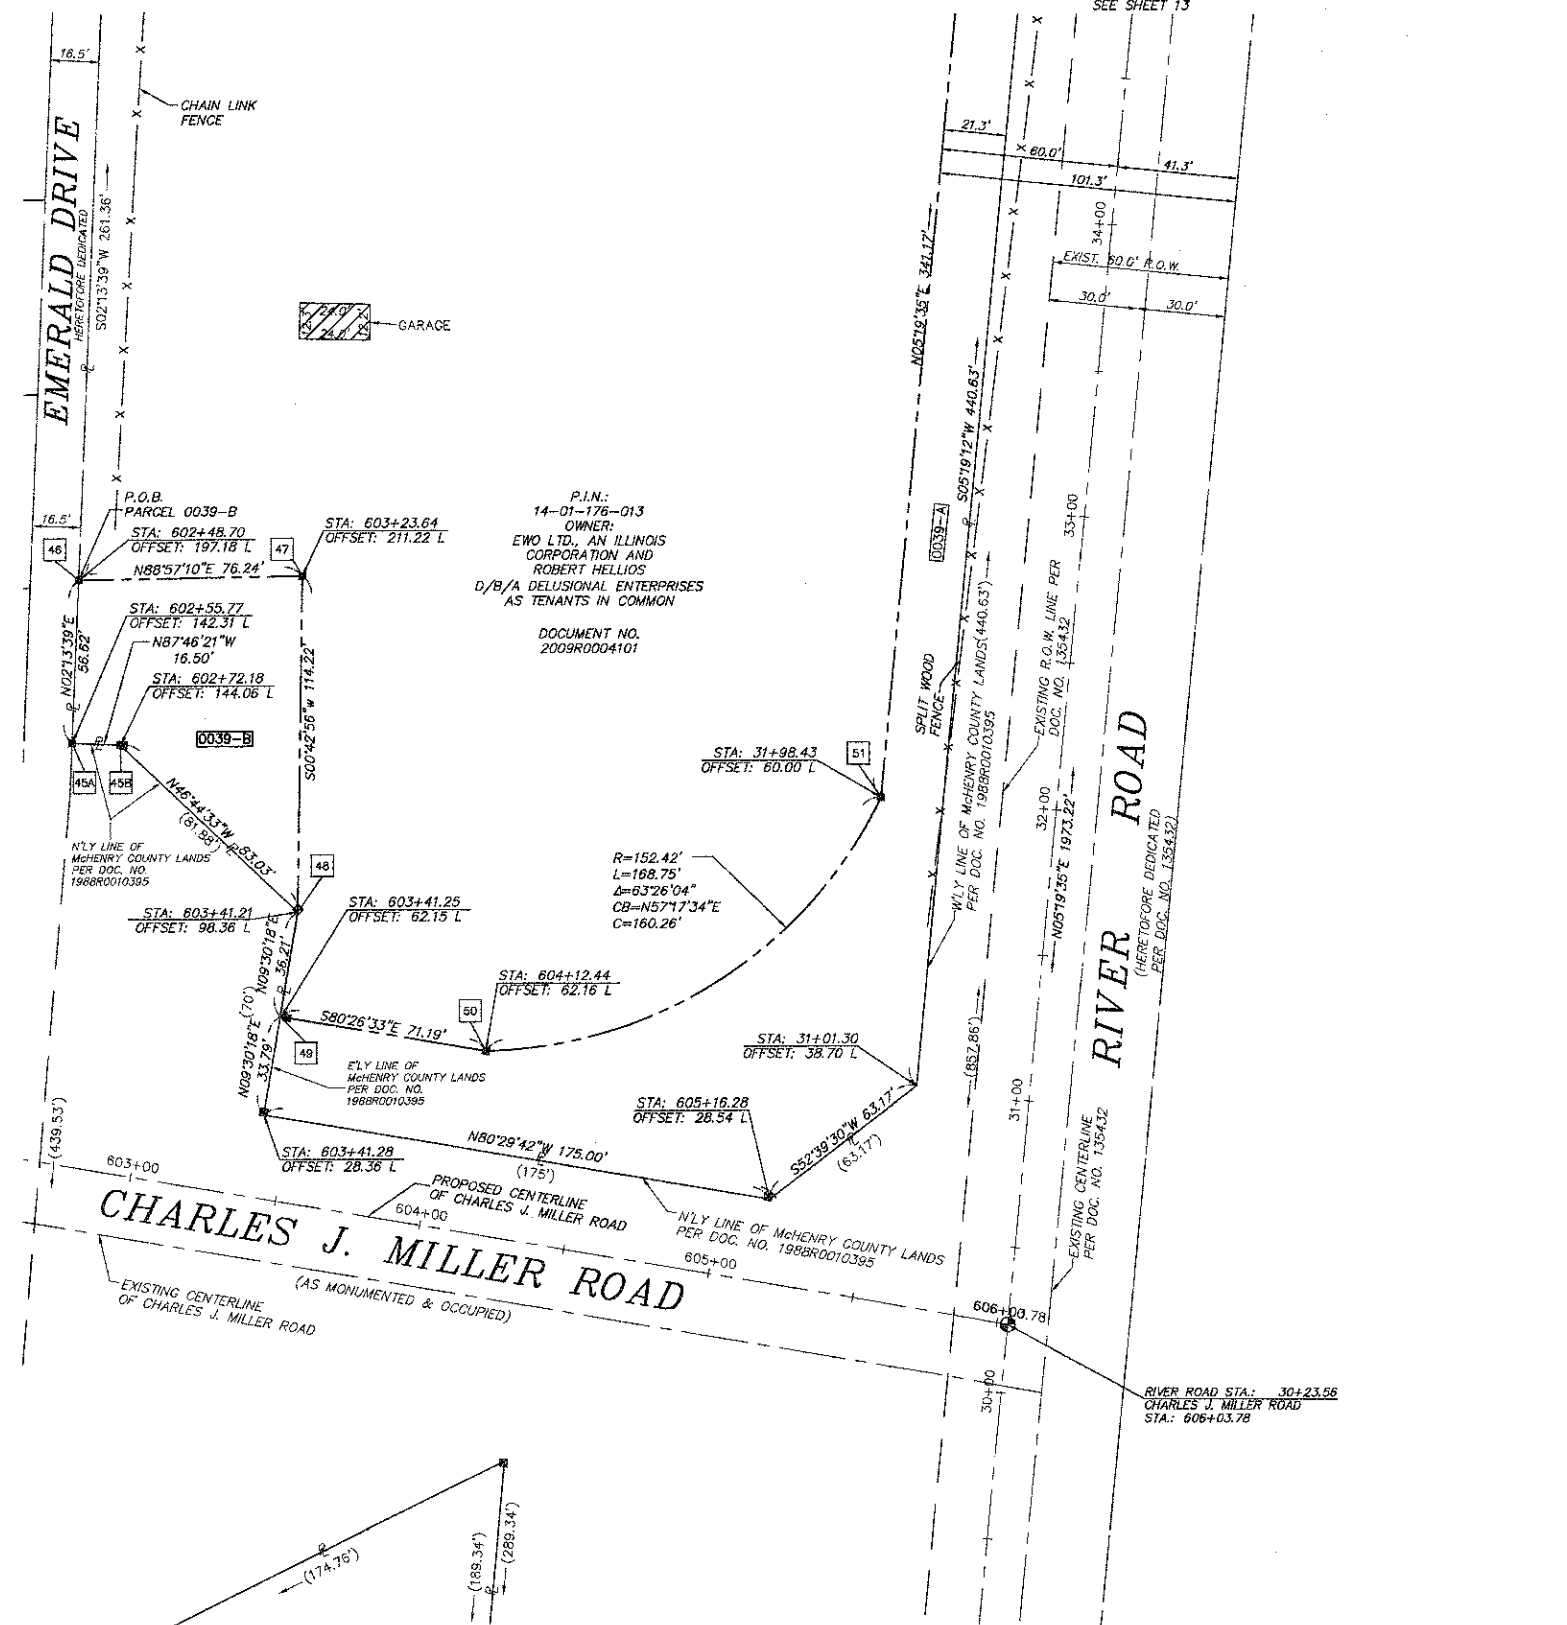 SEE SHEET 13
16.5'
CHAIN LINK
FENCE
EMERALD DRIVE
HERETOFORE DEDICATED
S02°13'39"W 261.36'
21.3'
60.0'
41.3'
101.3'
34+00
EXIST. 60.0' R.O.W.
30.0'
30.0'
N05°19'35"E 341.17'
24.0'
24.0'
GARAGE
S05°19'12"W 440.63'
P.O.B.
PARCEL 0039-B
16.5'
STA: 602+48.70
OFFSET: 197.18 L
STA: 603+23.64
OFFSET: 211.22 L
46
47
N88°57'10"E 76.24'
P.I.N.:
14-01-176-013
OWNER:
EWO LTD., AN ILLINOIS
CORPORATION AND
ROBERT HELLIOS
D/B/A DELUSIONAL ENTERPRISES
AS TENANTS IN COMMON
DOCUMENT NO.
2009R0004101
0039-A
33+00
STA: 602+55.77
OFFSET: 142.31 L
N87°46'21"W
16.50'
STA: 602+72.18
OFFSET: 144.06 L
N02°13'39"E
56.62'
S00°42'56"W 114.22'
0039-B
45A
45B
N46°44'33"W 83.03'
(81.88')
N'LY LINE OF
McHENRY COUNTY LANDS
PER DOC. NO.
1988R0010395
SPLIT WOOD
FENCE
W'LY LINE OF McHENRY COUNTY LANDS (440.63')
PER DOC. NO. 1988R0010395
EXISTING R.O.W. LINE PER
DOC. NO. 135432
STA: 31+98.43
OFFSET: 60.00 L
51
32+00
N05°19'35"E 1973.22'
RIVER ROAD
(HERETOFORE DEDICATED
PER DOC. NO. 135432)
R=152.42'
L=168.75'
Δ=63°26'04"
CB=N57°17'34"E
C=160.26'
48
STA: 603+41.21
OFFSET: 98.36 L
STA: 603+41.25
OFFSET: 62.15 L
N09°30'18"E
36.21'
(70')
STA: 604+12.44
OFFSET: 62.16 L
50
S80°26'33"E 71.19'
49
N09°30'18"E
33.79'
E'LY LINE OF
McHENRY COUNTY LANDS
PER DOC. NO.
1988R0010395
STA: 31+01.30
OFFSET: 38.70 L
(857.86')
31+00
STA: 605+16.28
OFFSET: 28.54 L
S52°39'30"W 63.17'
(63.17')
(439.53')
N80°29'42"W 175.00'
(175')
STA: 603+41.28
OFFSET: 28.36 L
603+00
PROPOSED CENTERLINE
OF CHARLES J. MILLER ROAD
604+00
N'LY LINE OF McHENRY COUNTY LANDS
PER DOC. NO. 1988R0010395
605+00
EXISTING CENTERLINE
PER DOC. NO. 135432
CHARLES J. MILLER ROAD
(AS MONUMENTED & OCCUPIED)
EXISTING CENTERLINE
OF CHARLES J. MILLER ROAD
606+03.78
30+00
RIVER ROAD STA.: 30+23.56
CHARLES J. MILLER ROAD
STA.: 606+03.78
(174.76')
(189.34')
(289.34')